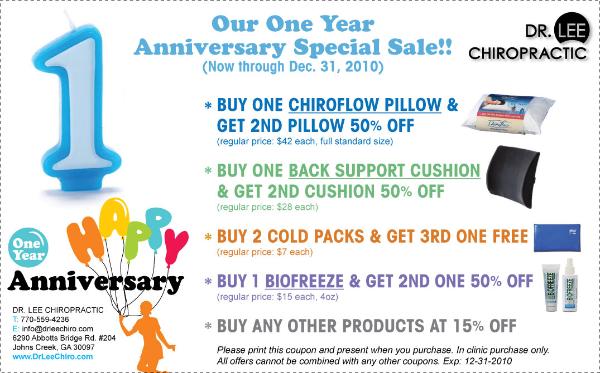 Our One Year
Anniversary Special Sale!!
(Now through Dec. 31, 2010)
DR. LEE
CHIROPRACTIC
* BUY ONE CHIROFLOW PILLOW &
GET 2ND PILLOW 50% OFF
(regular price: $42 each, full standard size)
* BUY ONE BACK SUPPORT CUSHION
& GET 2ND CUSHION 50% OFF
(regular price: $28 each)
* BUY 2 COLD PACKS & GET 3RD ONE FREE
(regular price: $7 each)
* BUY 1 BIOFREEZE & GET 2ND ONE 50% OFF
(regular price: $15 each, 4oz)
BIOFREEZE
BIOFREEZE
* BUY ANY OTHER PRODUCTS AT 15% OFF
Please print this coupon and present when you purchase. In clinic purchase only.
All offers cannot be combined with any other coupons. Exp: 12-31-2010
HAPPY
One
Year
Anniversary
DR. LEE CHIROPRACTIC
T: 770-559-4236
E: info@drleechiro.com
6290 Abbotts Bridge Rd. #204
Johns Creek, GA 30097
www.DrLeeChiro.com